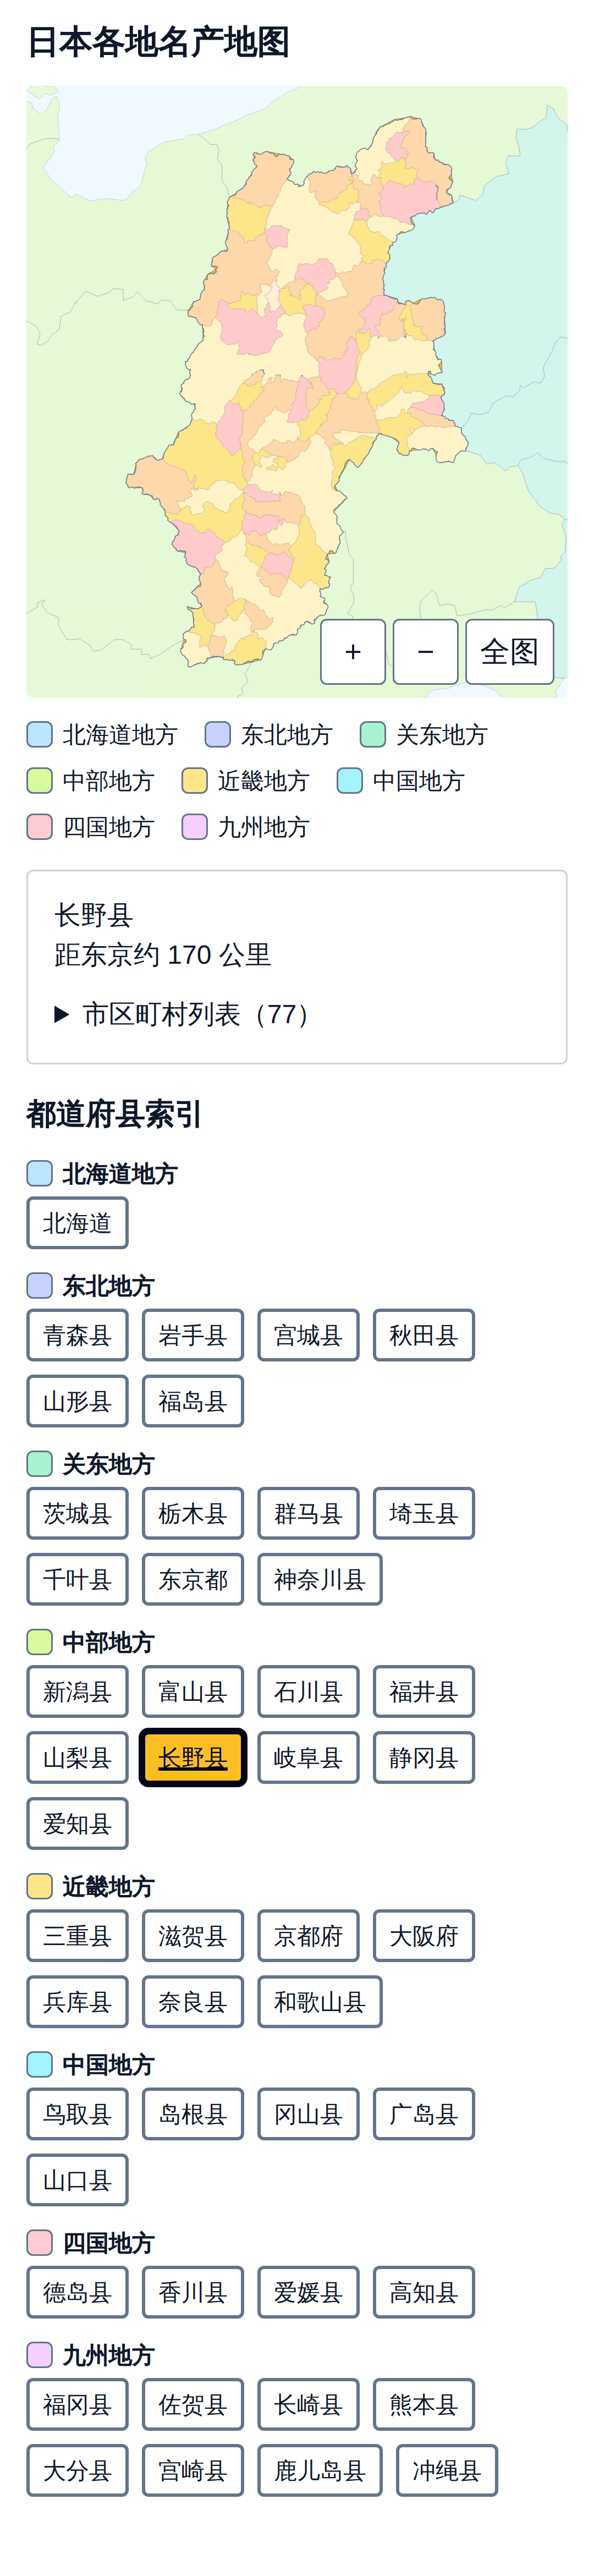 日本各地名产地图
+ − 全图
北海道地方 东北地方 关东地方
中部地方 近畿地方 中国地方
四国地方 九州地方
长野县
距东京约 170 公里
▶ 市区町村列表（77）
都道府县索引
北海道地方
北海道
东北地方
青森县 岩手县 宫城县 秋田县
山形县 福岛县
关东地方
茨城县 栃木县 群马县 埼玉县
千叶县 东京都 神奈川县
中部地方
新潟县 富山县 石川县 福井县
山梨县 长野县 岐阜县 静冈县
爱知县
近畿地方
三重县 滋贺县 京都府 大阪府
兵库县 奈良县 和歌山县
中国地方
鸟取县 岛根县 冈山县 广岛县
山口县
四国地方
德岛县 香川县 爱媛县 高知县
九州地方
福冈县 佐贺县 长崎县 熊本县
大分县 宫崎县 鹿儿岛县 冲绳县